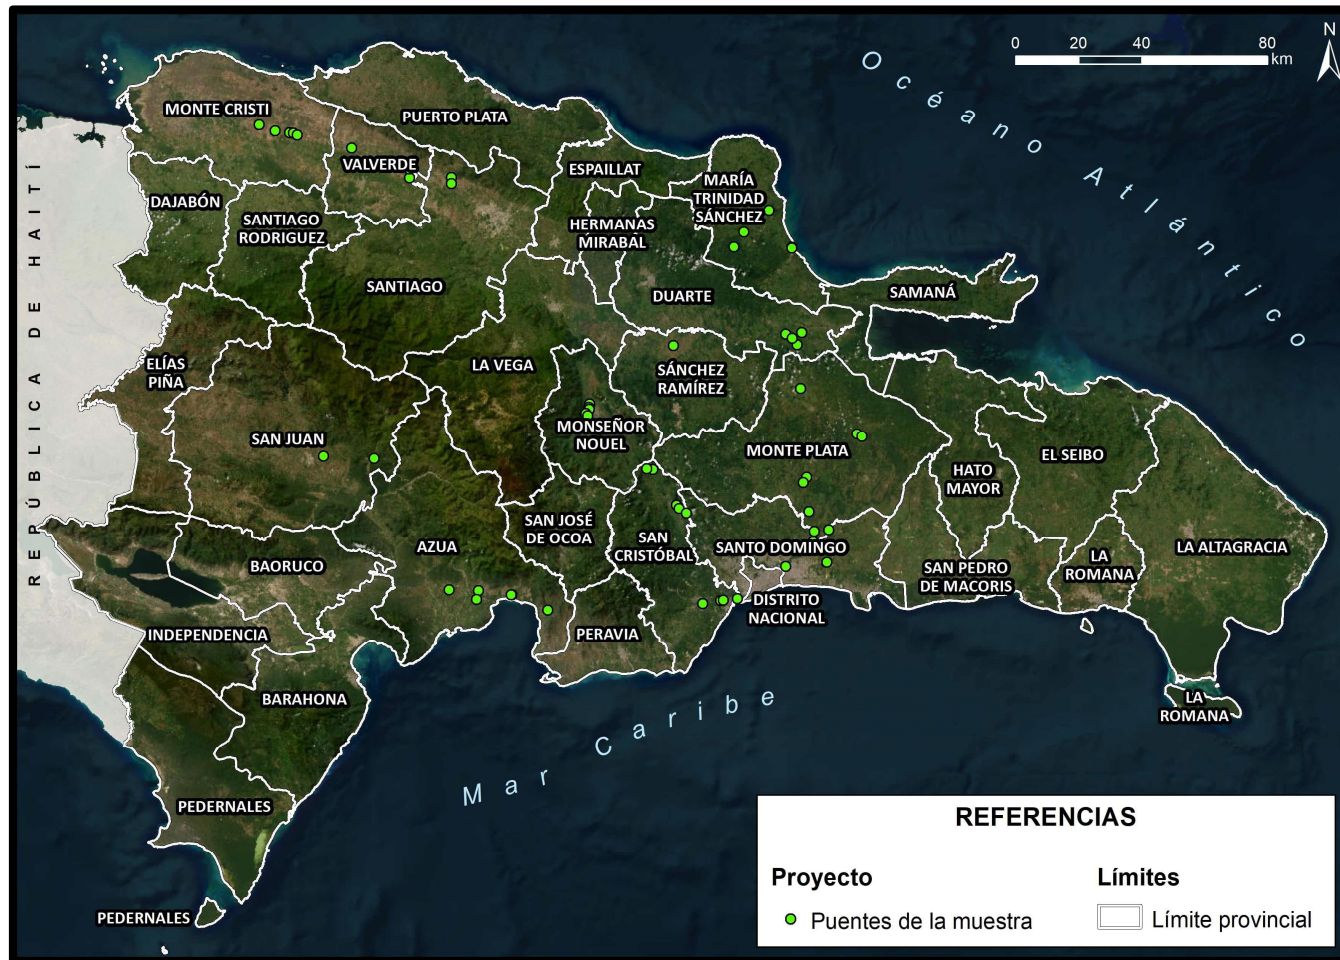 N
0 20 40 80
km
Océano Atlántico
REPÚBLICA DE HAITÍ
MONTE CRISTI
PUERTO PLATA
VALVERDE
ESPAILLAT
DAJABÓN
MARÍA
TRINIDAD
SÁNCHEZ
SANTIAGO
RODRIGUEZ
HERMANAS
MIRABAL
SANTIAGO
DUARTE
SAMANÁ
ELÍAS
PIÑA
LA VEGA
SÁNCHEZ
RAMÍREZ
SAN JUAN
MONSEÑOR
NOUEL
MONTE PLATA
EL SEIBO
HATO
MAYOR
SAN JOSÉ
DE OCOA
AZUA
SAN
CRISTÓBAL
SANTO DOMINGO
LA ALTAGRACIA
BAORUCO
SAN PEDRO
DE MACORIS
LA
ROMANA
DISTRITO
NACIONAL
INDEPENDENCIA
PERAVIA
BARAHONA
LA
ROMANA
Mar Caribe
PEDERNALES
PEDERNALES
REFERENCIAS
Proyecto
Puentes de la muestra
Límites
Límite provincial